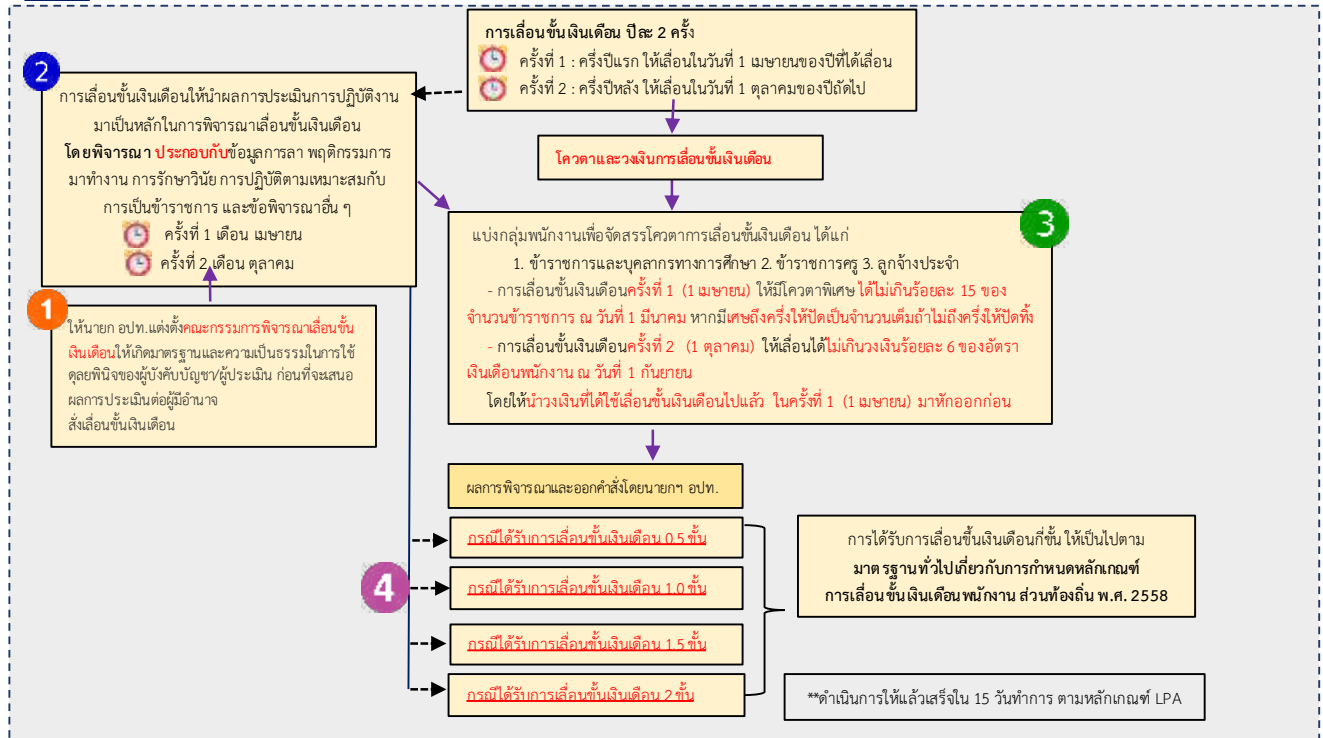 การเลื่อนขั้นเงินเดือน ปีละ 2 ครั้ง
ครั้งที่ 1 : ครึ่งปีแรก ให้เลื่อนในวันที่ 1 เมษายนของปีที่ได้เลื่อน
ครั้งที่ 2 : ครึ่งปีหลัง ให้เลื่อนในวันที่ 1 ตุลาคมของปีถัดไป
2
การเลื่อนขั้นเงินเดือนให้นำผลการประเมินการปฏิบัติงาน
มาเป็นหลักในการพิจารณาเลื่อนขั้นเงินเดือน
โดยพิจารณา ประกอบกับข้อมูลการลา พฤติกรรมการ
มาทำงาน การรักษาวินัย การปฏิบัติตามเหมาะสมกับ
การเป็นข้าราชการ และข้อพิจารณาอื่น ๆ
ครั้งที่ 1 เดือน เมษายน
ครั้งที่ 2 เดือน ตุลาคม
โควตาและวงเงินการเลื่อนขั้นเงินเดือน
3
แบ่งกลุ่มพนักงานเพื่อจัดสรรโควตาการเลื่อนขั้นเงินเดือน ได้แก่
1. ข้าราชการและบุคลากรทางการศึกษา 2. ข้าราชการครู 3. ลูกจ้างประจำ
- การเลื่อนขั้นเงินเดือนครั้งที่ 1 (1 เมษายน) ให้มีโควตาพิเศษ ได้ไม่เกินร้อยละ 15 ของ
จำนวนข้าราชการ ณ วันที่ 1 มีนาคม หากมีเศษถึงครึ่งให้ปัดเป็นจำนวนเต็มถ้าไม่ถึงครึ่งให้ปัดทิ้ง
- การเลื่อนขั้นเงินเดือนครั้งที่ 2 (1 ตุลาคม) ให้เลื่อนได้ไม่เกินวงเงินร้อยละ 6 ของอัตรา
เงินเดือนพนักงาน ณ วันที่ 1 กันยายน
โดยให้นำวงเงินที่ได้ใช้เลื่อนขั้นเงินเดือนไปแล้ว ในครั้งที่ 1 (1 เมษายน) มาหักออกก่อน
1
ให้นายก อปท.แต่งตั้งคณะกรรมการพิจารณาเลื่อนขั้น
เงินเดือนให้เกิดมาตรฐานและความเป็นธรรมในการใช้
ดุลยพินิจของผู้บังคับบัญชา/ผู้ประเมิน ก่อนที่จะเสนอ
ผลการประเมินต่อผู้มีอำนาจ
สั่งเลื่อนขั้นเงินเดือน
ผลการพิจารณาและออกคำสั่งโดยนายกฯ อปท.
4
กรณีได้รับการเลื่อนขั้นเงินเดือน 0.5 ขั้น
กรณีได้รับการเลื่อนขั้นเงินเดือน 1.0 ขั้น
กรณีได้รับการเลื่อนขั้นเงินเดือน 1.5 ขั้น
กรณีได้รับการเลื่อนขั้นเงินเดือน 2 ขั้น
การได้รับการเลื่อนขึ้นเงินเดือนกี่ขั้น ให้เป็นไปตาม
มาตรฐานทั่วไปเกี่ยวกับการกำหนดหลักเกณฑ์
การเลื่อนขั้นเงินเดือนพนักงาน ส่วนท้องถิ่น พ.ศ. 2558
**ดำเนินการให้แล้วเสร็จใน 15 วันทำการ ตามหลักเกณฑ์ LPA